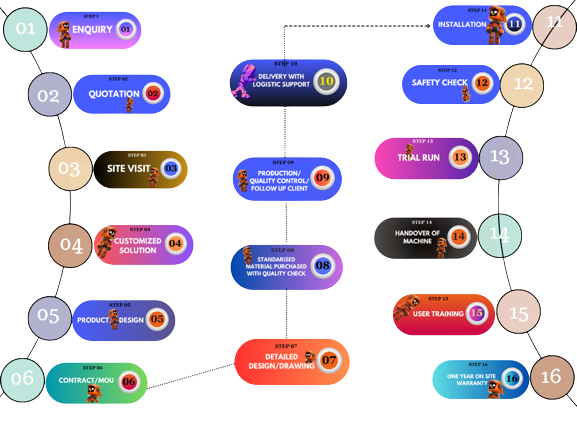 01
STEP 1
ENQUIRY
01
02
STEP 02
QUOTATION
02
03
STEP 03
SITE VISIT
03
04
STEP 04
CUSTOMIZED
SOLUTION
04
05
STEP 05
PRODUCT DESIGN
05
06
STEP 06
CONTRACT/MOU
06
STEP 07
DETAILED
DESIGN/DRAWING
07
STEP 08
STANDARISED
MATERIAL PURCHASED
WITH QUALITY CHECK
08
STEP 09
PRODUCTION/
QUALITY CONTROL/
FOLLOW UP CLIENT
09
STEP 10
DELIVERY WITH
LOGISTIC SUPPORT
10
STEP 11
INSTALLATION
11
11
STEP 12
SAFETY CHECK
12
12
STEP 13
TRIAL RUN
13
13
STEP 14
HANDOVER OF
MACHINE
14
14
STEP 15
USER TRAINING
15
15
STEP 16
ONE YEAR ON SITE
WARRANTY
16
16